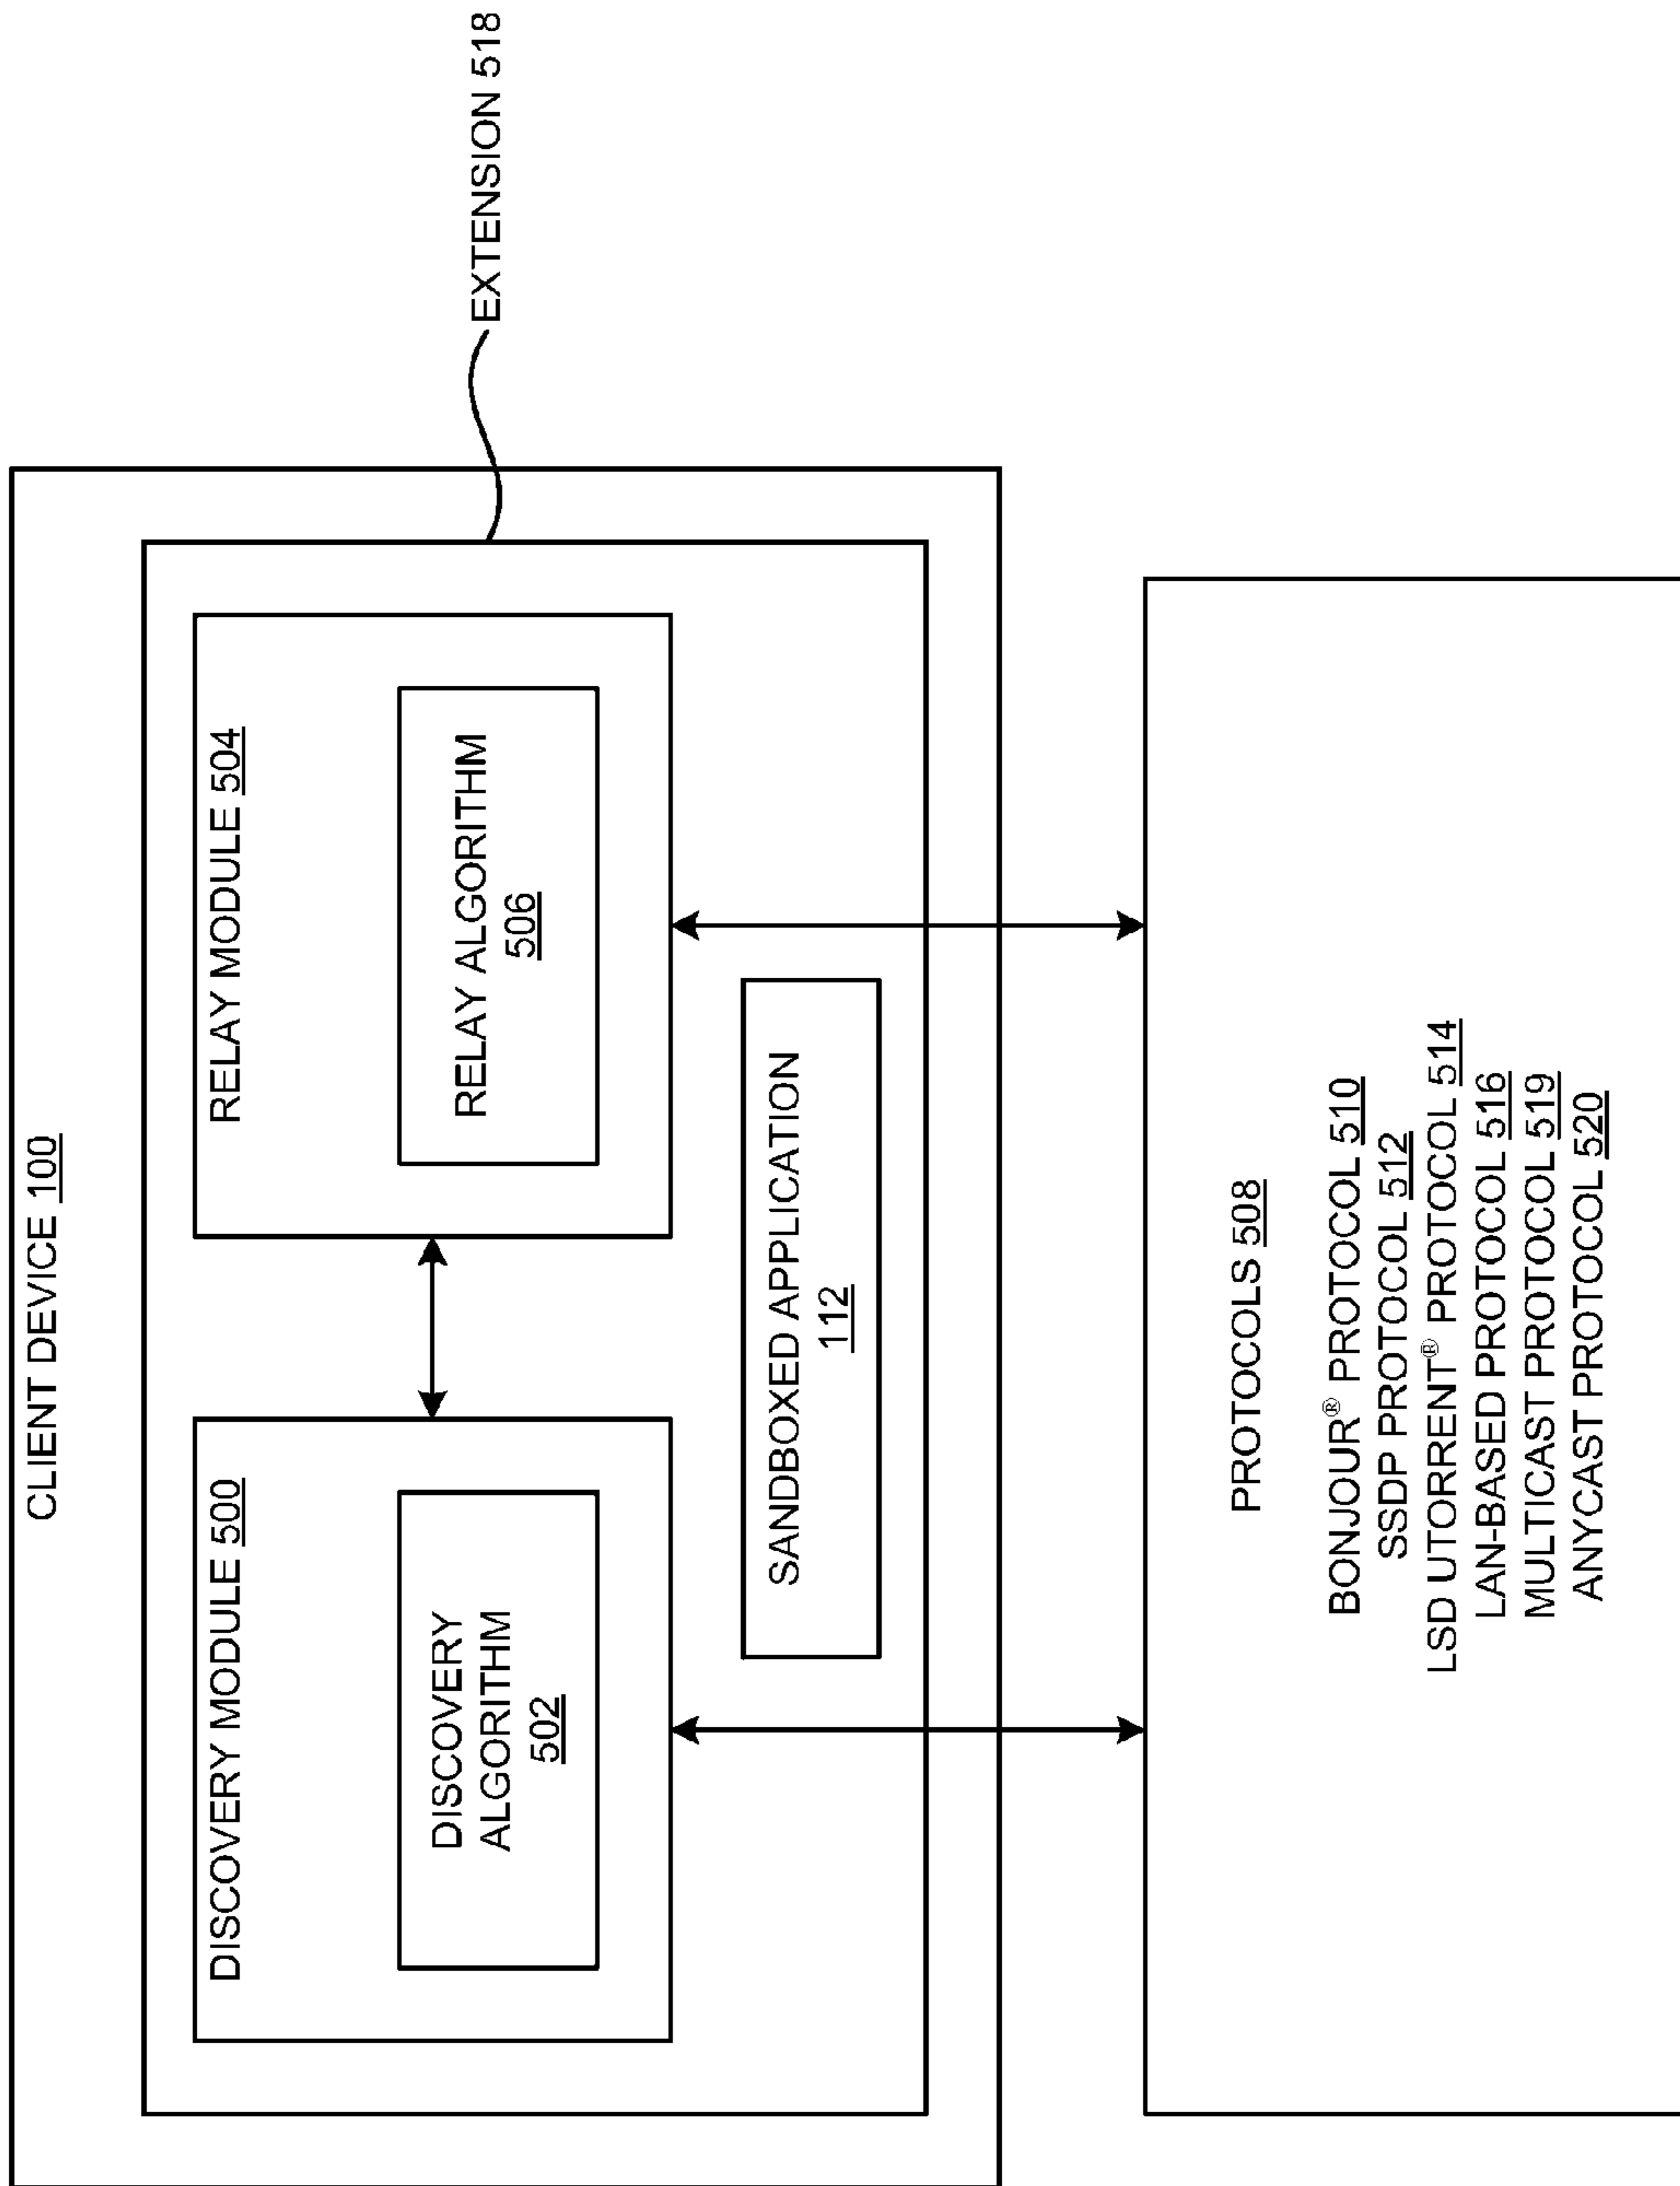 CLIENT DEVICE 100
DISCOVERY MODULE 500
DISCOVERY
ALGORITHM
502
RELAY MODULE 504
RELAY ALGORITHM
506
SANDBOXED APPLICATION
112
EXTENSION 518
PROTOCOLS 508
BONJOUR® PROTOCOL 510
SSDP PROTOCOL 512
LSD UTORRENT® PROTOCOL 514
LAN-BASED PROTOCOL 516
MULTICAST PROTOCOL 519
ANYCAST PROTOCOL 520